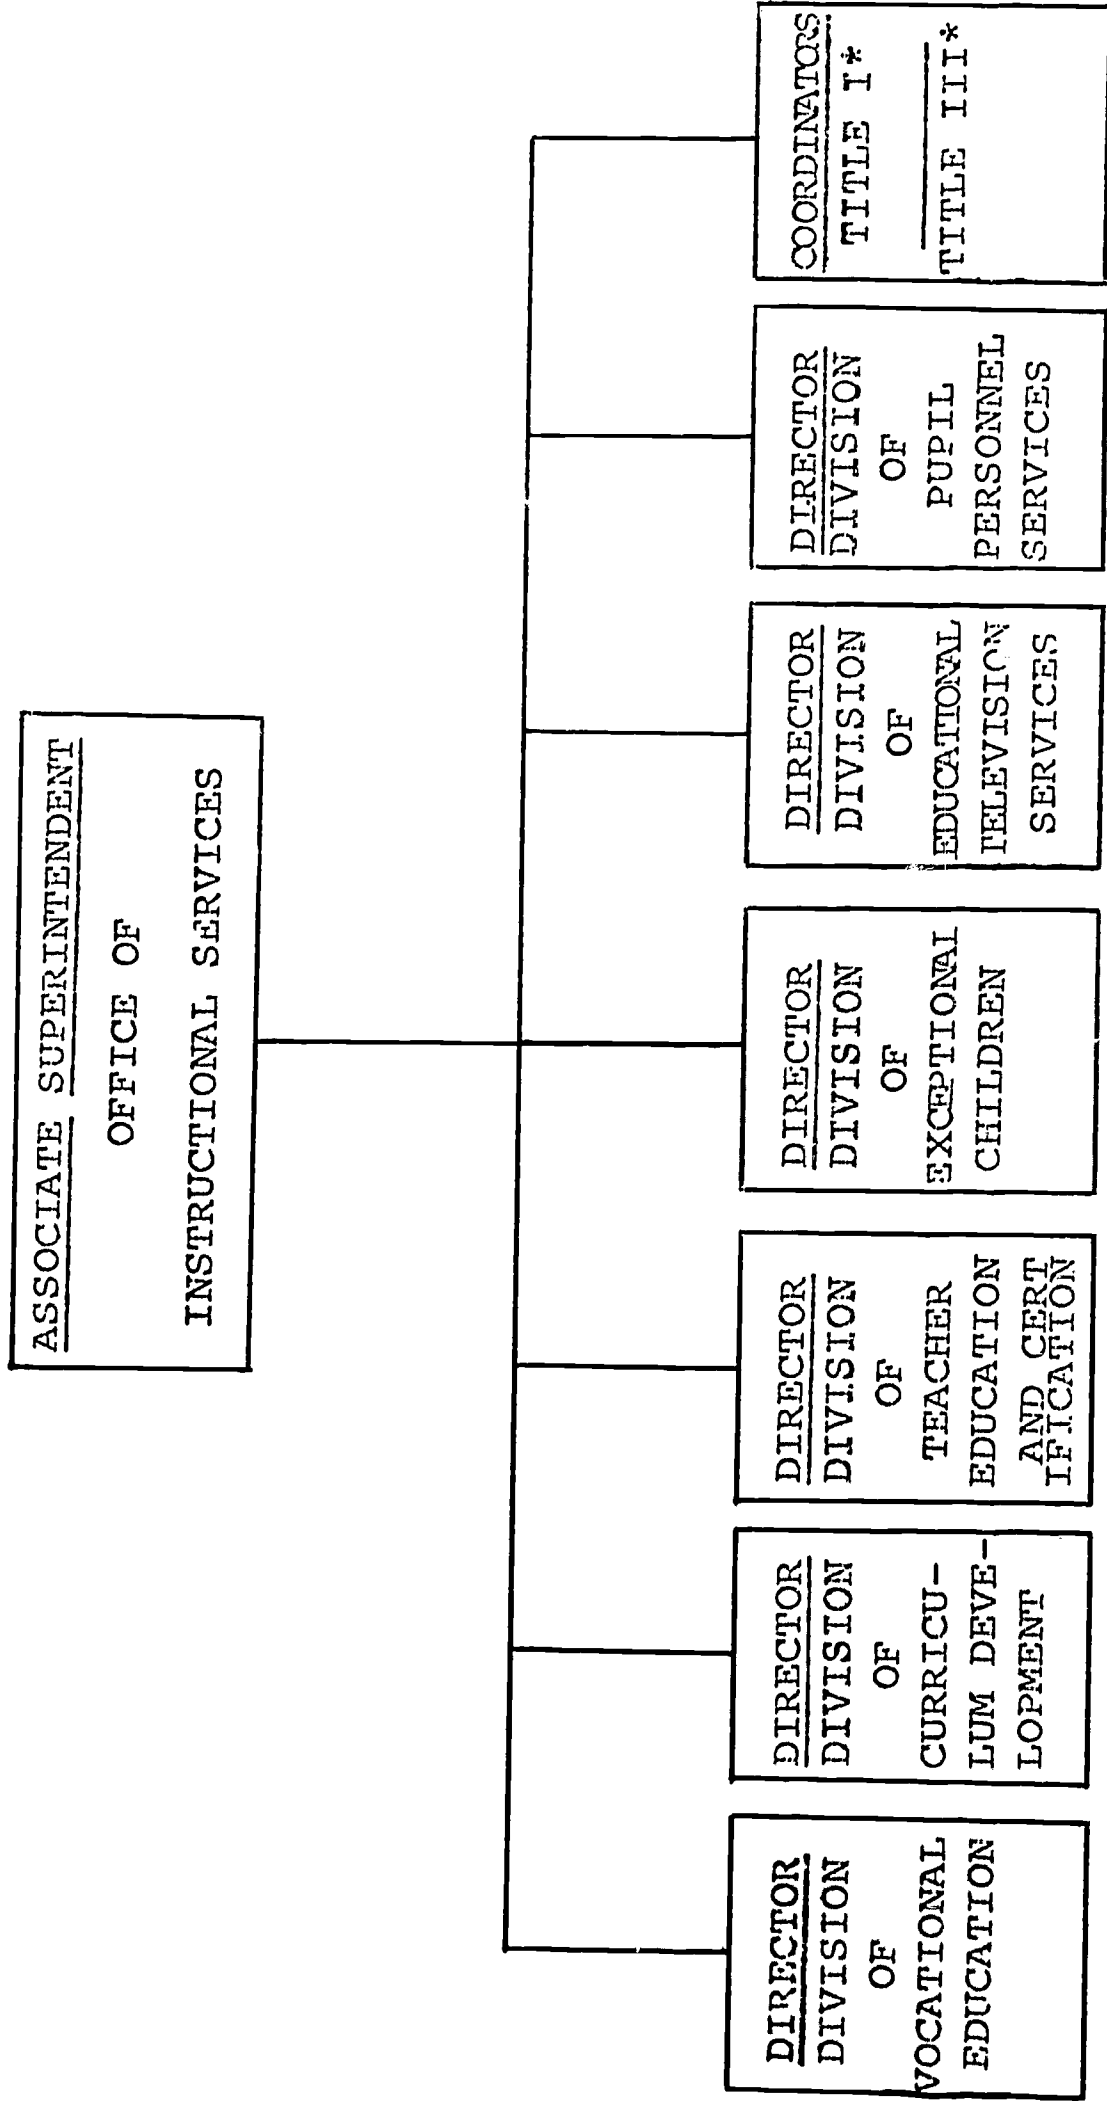 ASSOCIATE SUPERINTENDENT
OFFICE OF
INSTRUCTIONAL SERVICES
DIRECTOR
DIVISION
OF
VOCATIONAL
EDUCATION
DIRECTOR
DIVISION
OF
CURRICU-
LUM DEVE-
LOPMENT
DIRECTOR
DIVISION
OF
TEACHER
EDUCATION
AND CERT
IFICATION
DIRECTOR
DIVISION
OF
EXCEPTIONAL
CHILDREN
DIRECTOR
DIVISION
OF
EDUCATIONAL
TELEVISION
SERVICES
DIRECTOR
DIVISION
OF
PUPIL
PERSONNEL
SERVICES
COORDINATORS
TITLE I*
TITLE III*